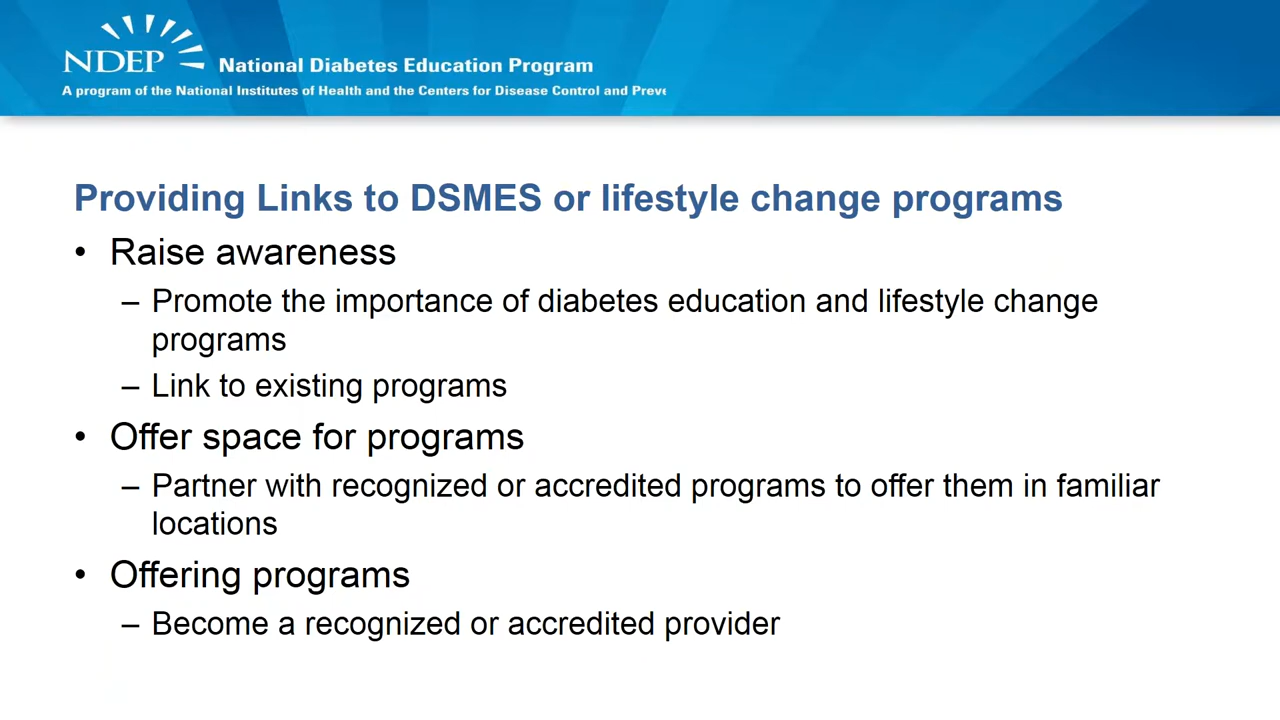 NDEP
National Diabetes Education Program
A program of the National Institutes of Health and the Centers for Disease Control and
Providing Links to DSMES or lifestyle change programs
• Raise awareness
– Promote the importance of diabetes education and lifestyle change
programs
– Link to existing programs
• Offer space for programs
– Partner with recognized or accredited programs to offer them in familiar
locations
• Offering programs
– Become a recognized or accredited provider